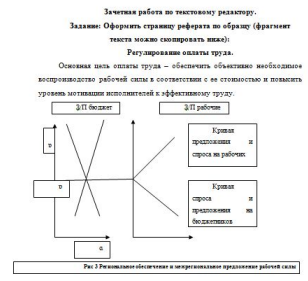 Зачетная работа по текстовому редактору.
Задание: Оформить страницу реферата по образцу (фрагмент
текста можно скопировать ниже):
Регулирование оплаты труда.
Основная цель оплаты труда – обеспечить объективно необходимое
воспроизводство рабочей силы в соответствии с ее стоимостью и повысить
уровень мотивации исполнителей к эффективному труду.
З/П бюджет
З/П рабочие
Кривая
предложения и
спроса на рабочих
Кривая
спроса и
предложения на
бюджетников
Рис 3 Региональное обеспечение и межрегиональное предложение рабочей силы